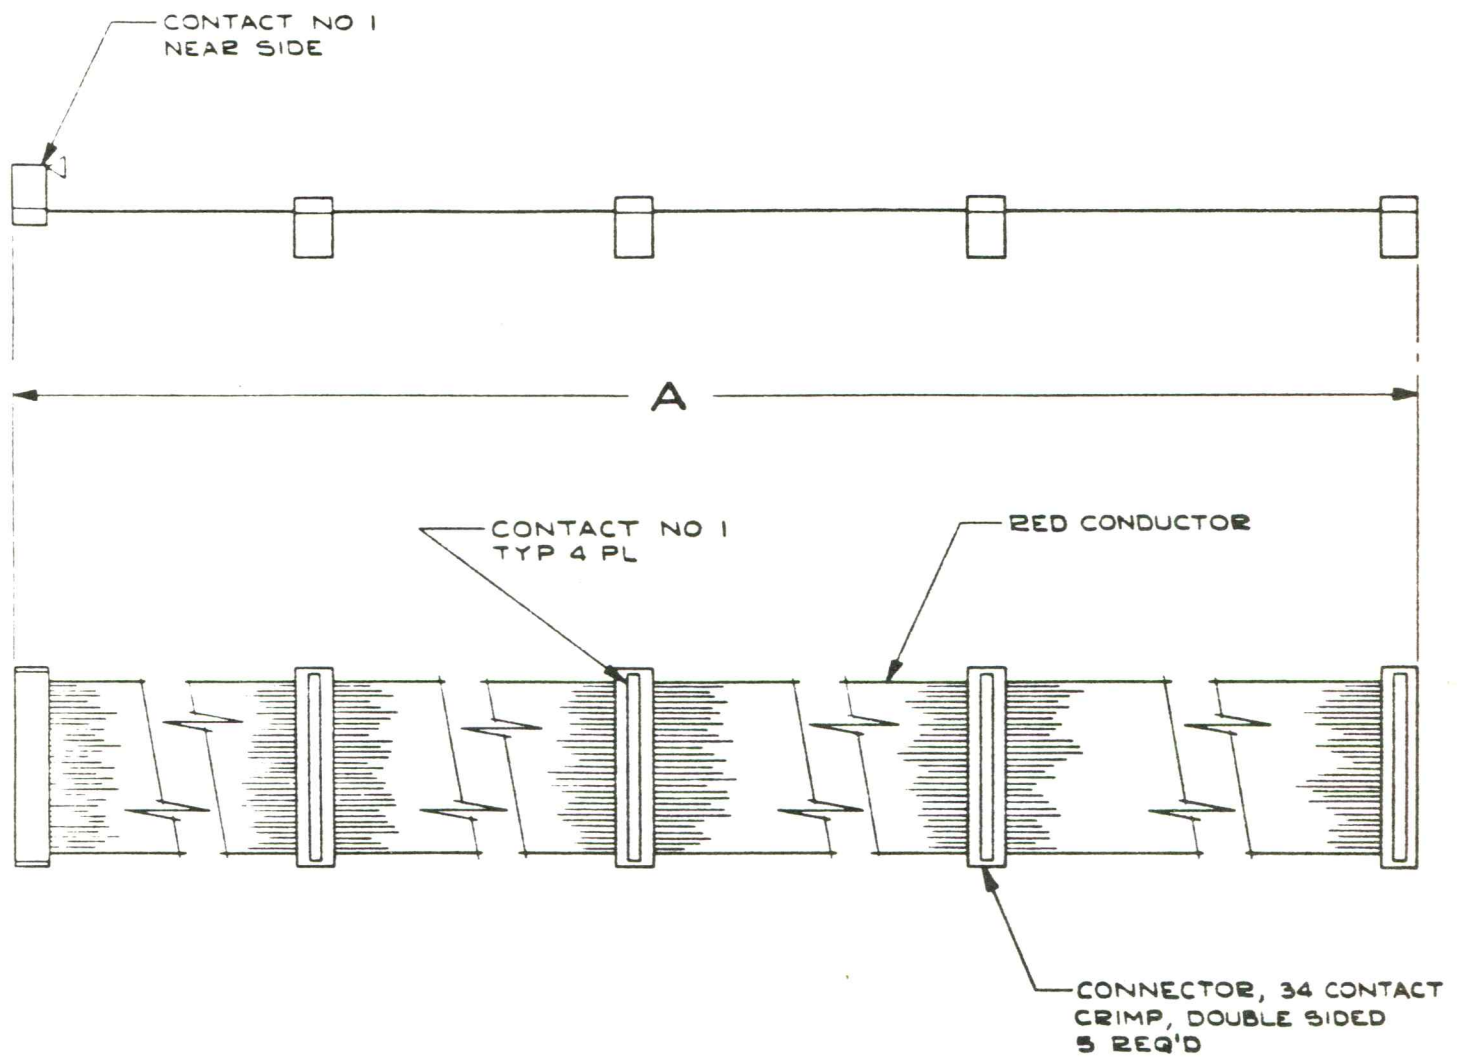 CONTACT NO 1
NEAR SIDE
A
CONTACT NO 1
TYP 4 PL
RED CONDUCTOR
CONNECTOR, 34 CONTACT
CRIMP, DOUBLE SIDED
5 REQ'D